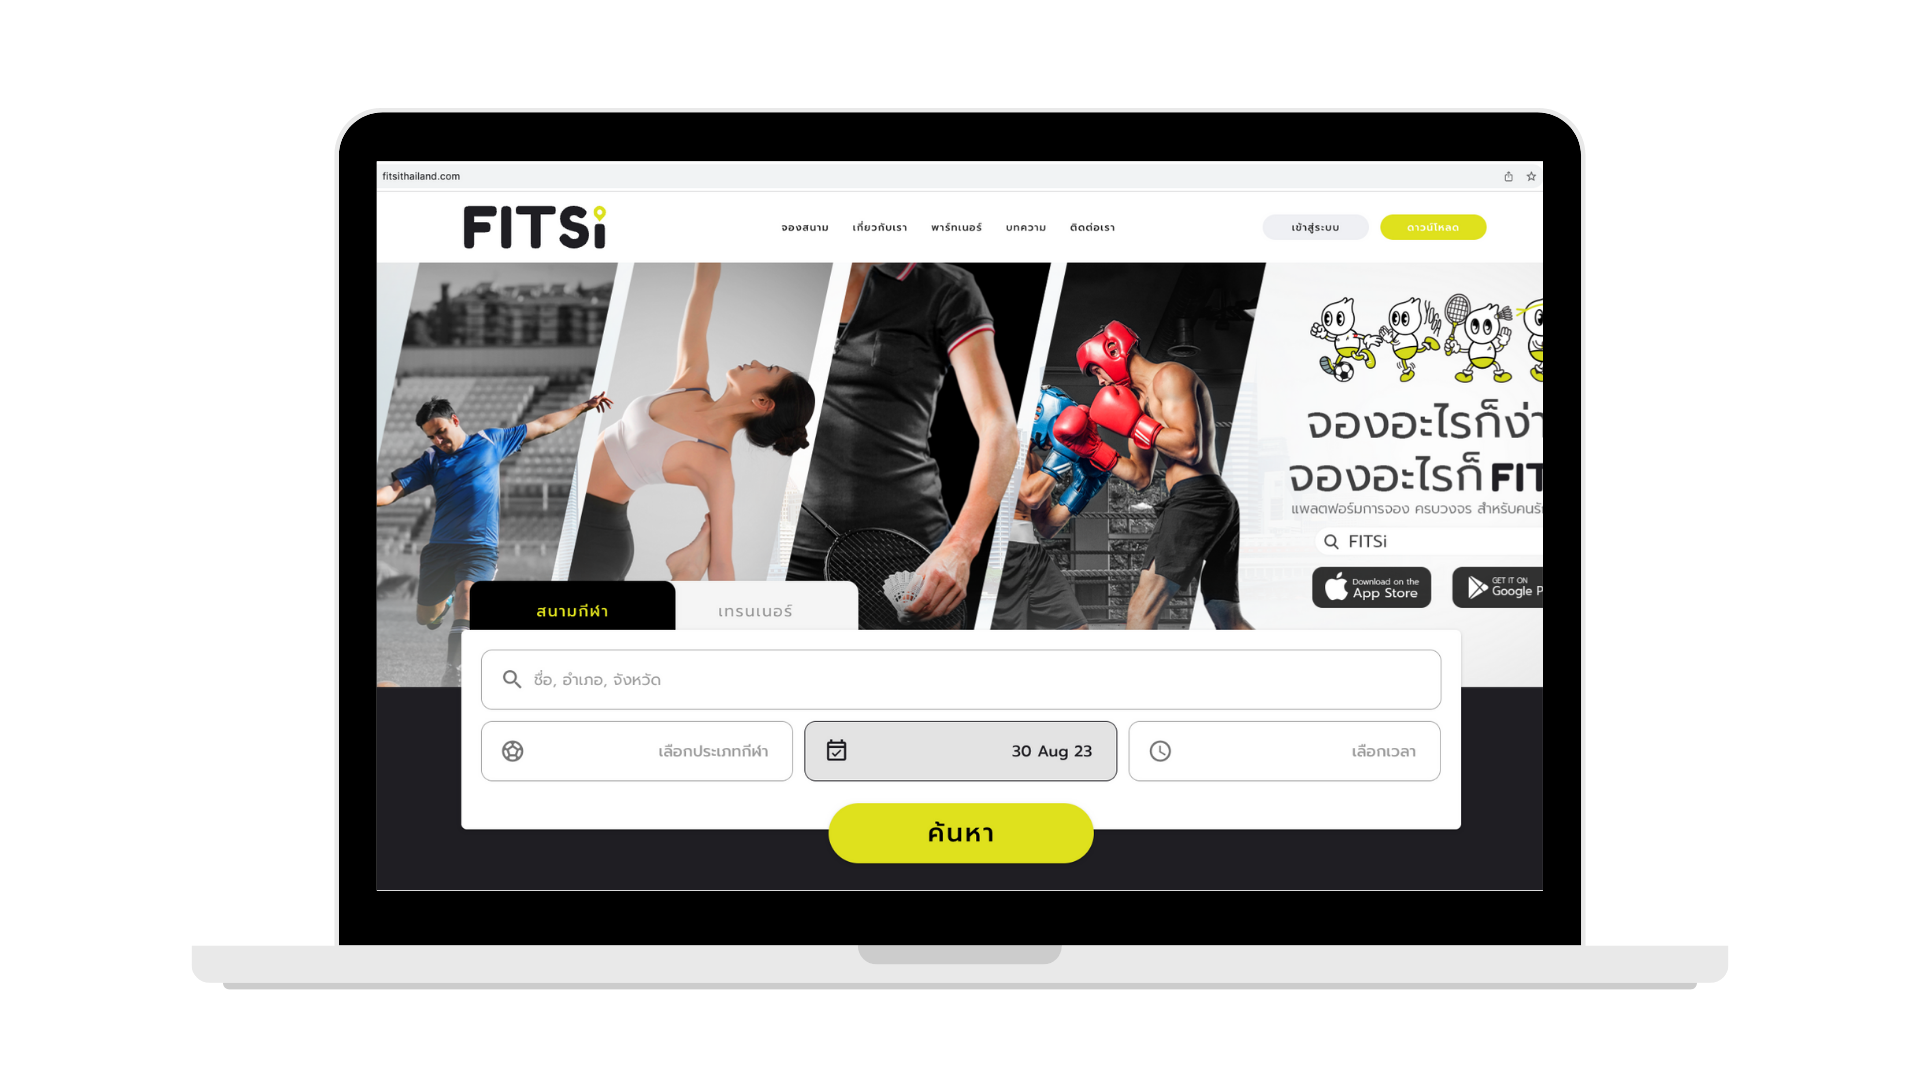 fitsithailand.com
FITSi
จองสนาม เกี่ยวกับเรา พาร์ทเนอร์ บทความ ติดต่อเรา เข้าสู่ระบบ ดาวน์โหลด
จองอะไรก็ง่า
จองอะไรก็ FIT
แพลตฟอร์มการจอง ครบวงจร สำหรับคนรั
FITSi
Download on the App Store
GET IT ON Google P
สนามกีฬา เทรนเนอร์
ชื่อ, อำเภอ, จังหวัด
เลือกประเภทกีฬา 30 Aug 23 เลือกเวลา
ค้นหา